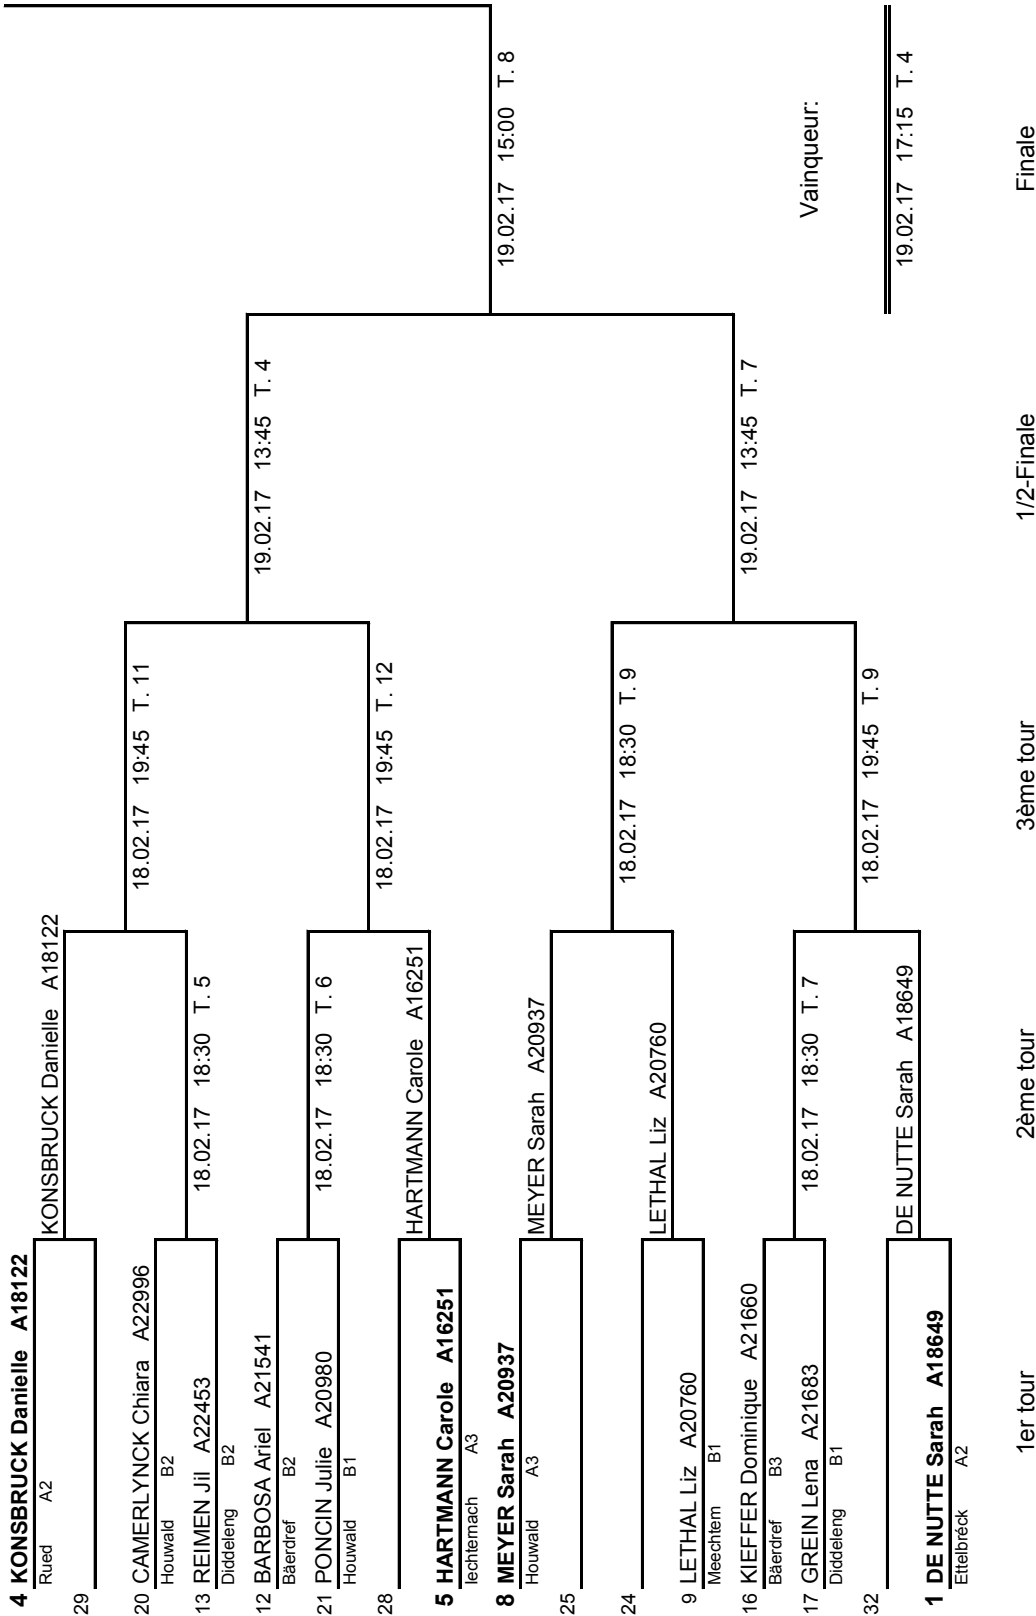 4 KONSBRUCK Danielle A18122
Rued A2
29
20 CAMERLYNCK Chiara A22996
Houwald B2
13 REIMEN Jil A22453
Diddeleng B2
12 BARBOSA Ariel A21541
Bäerdref B2
21 PONCIN Julie A20980
Houwald B1
28
5 HARTMANN Carole A16251
Iechternach A3
8 MEYER Sarah A20937
Houwald A3
25
24
9 LETHAL Liz A20760
Meechtem B1
16 KIEFFER Dominique A21660
Bäerdref B3
17 GREIN Lena A21683
Diddeleng B1
32
1 DE NUTTE Sarah A18649
Ettelbréck A2
1er tour
KONSBRUCK Danielle A18122
18.02.17 18:30 T. 5
18.02.17 18:30 T. 6
HARTMANN Carole A16251
MEYER Sarah A20937
LETHAL Liz A20760
18.02.17 18:30 T. 7
DE NUTTE Sarah A18649
2ème tour
18.02.17 19:45 T. 11
18.02.17 19:45 T. 12
18.02.17 18:30 T. 9
18.02.17 19:45 T. 9
3ème tour
19.02.17 13:45 T. 4
19.02.17 13:45 T. 7
1/2-Finale
19.02.17 15:00 T. 8
Vainqueur:
19.02.17 17:15 T. 4
Finale